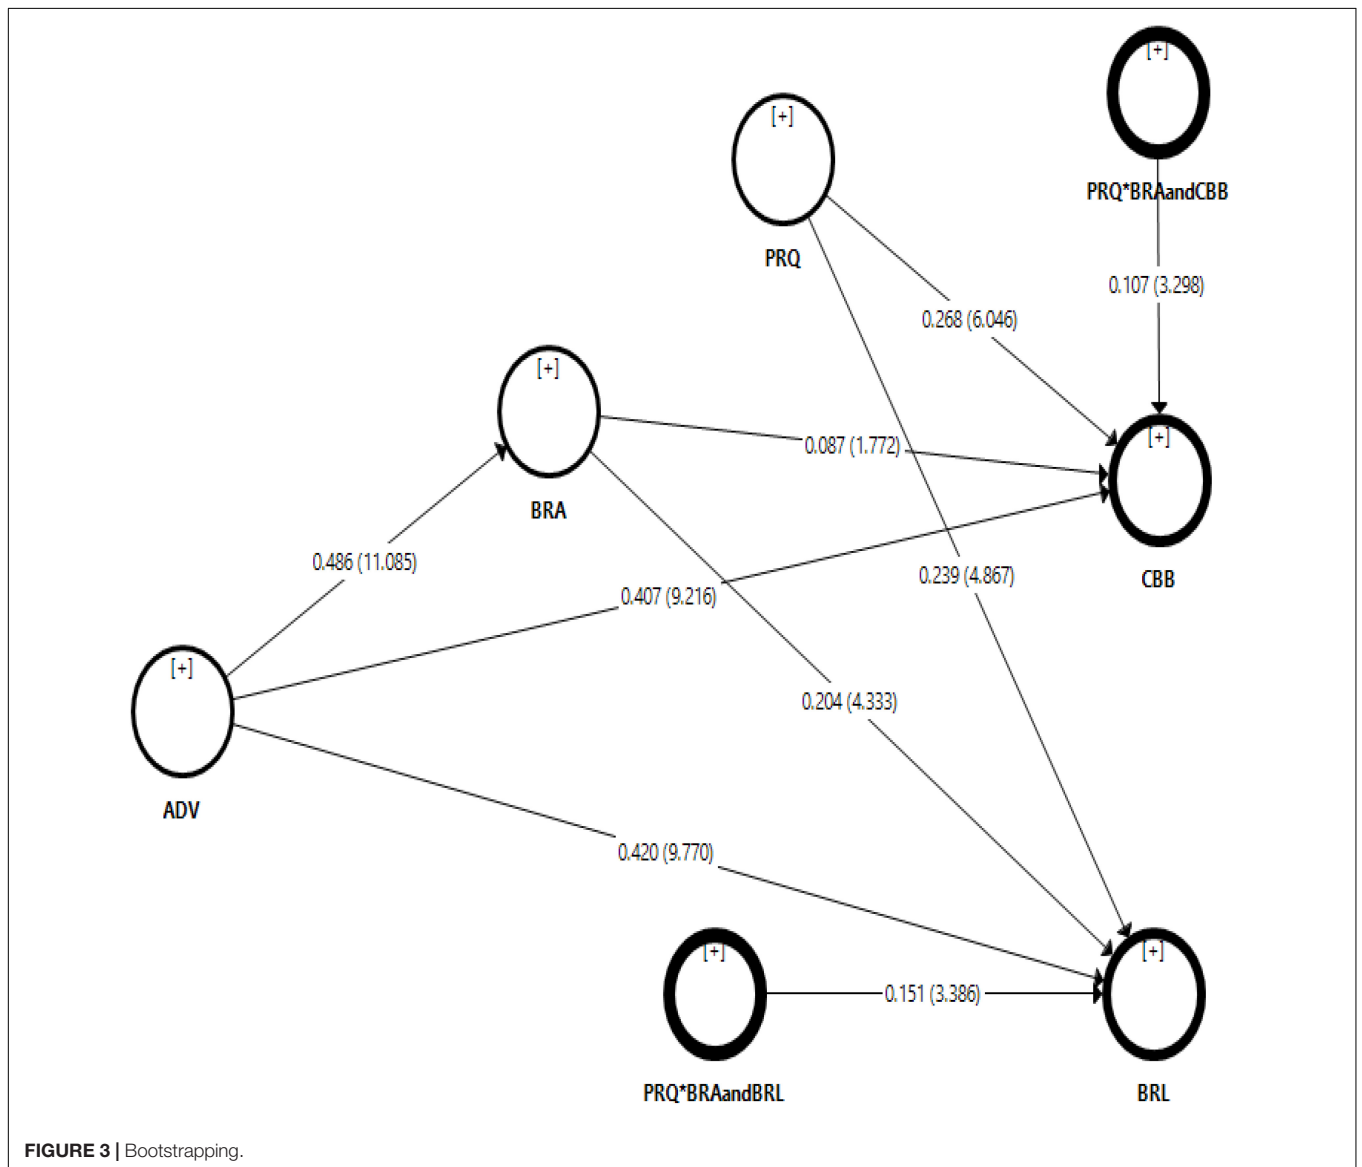 [+]
PRQ*BRAandCBB
[+]
PRQ
0.107 (3.298)
0.268 (6.046)
[+]
BRA
0.087 (1.772)
[+]
CBB
0.486 (11.085)
0.407 (9.216)
0.239 (4.867)
[+]
ADV
0.204 (4.333)
0.420 (9.770)
[+]
PRQ*BRAandBRL
0.151 (3.386)
[+]
BRL
FIGURE 3 | Bootstrapping.